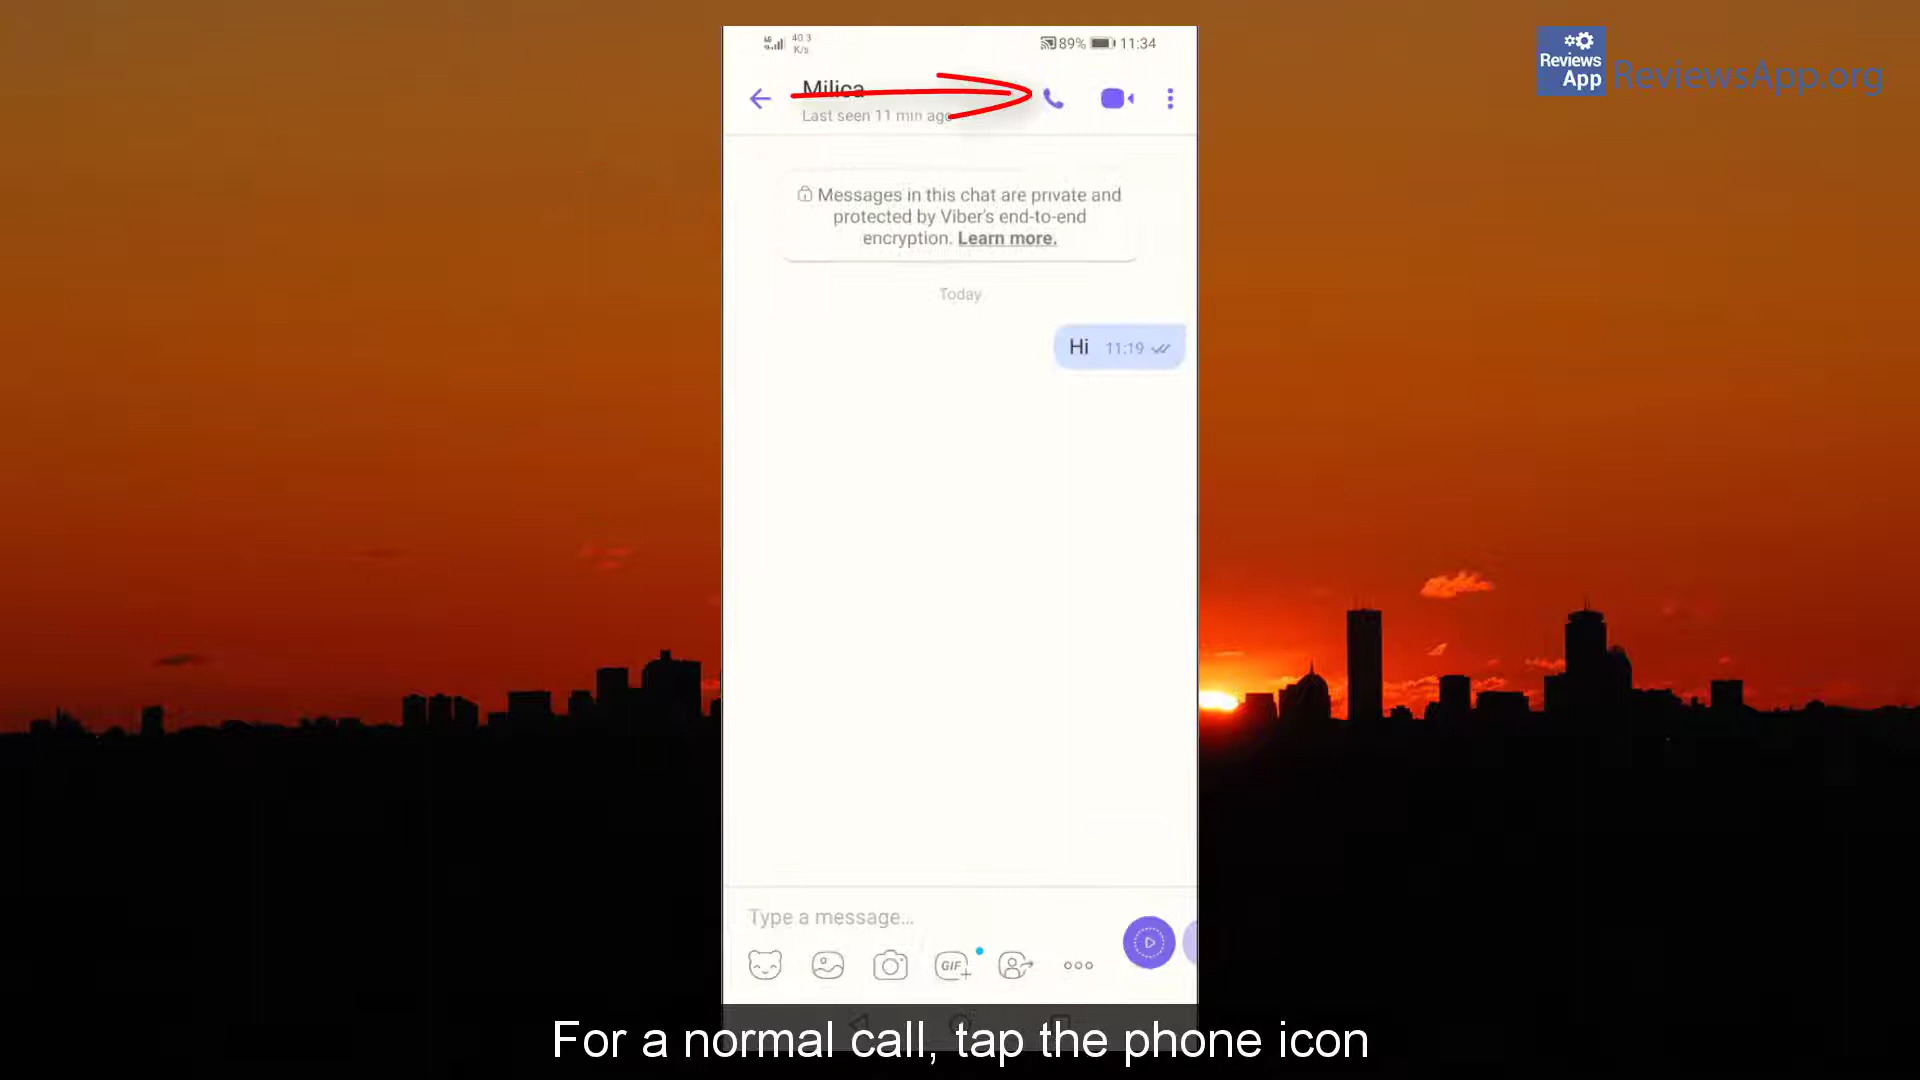 4G 40.3 K/s 89% 11:34
Reviews
App
ReviewsApp.org
Milica
Last seen 11 min ago
Messages in this chat are private and
protected by Viber's end-to-end
encryption. Learn more.
Today
Hi 11:19
Type a message...
GIF
For a normal call, tap the phone icon